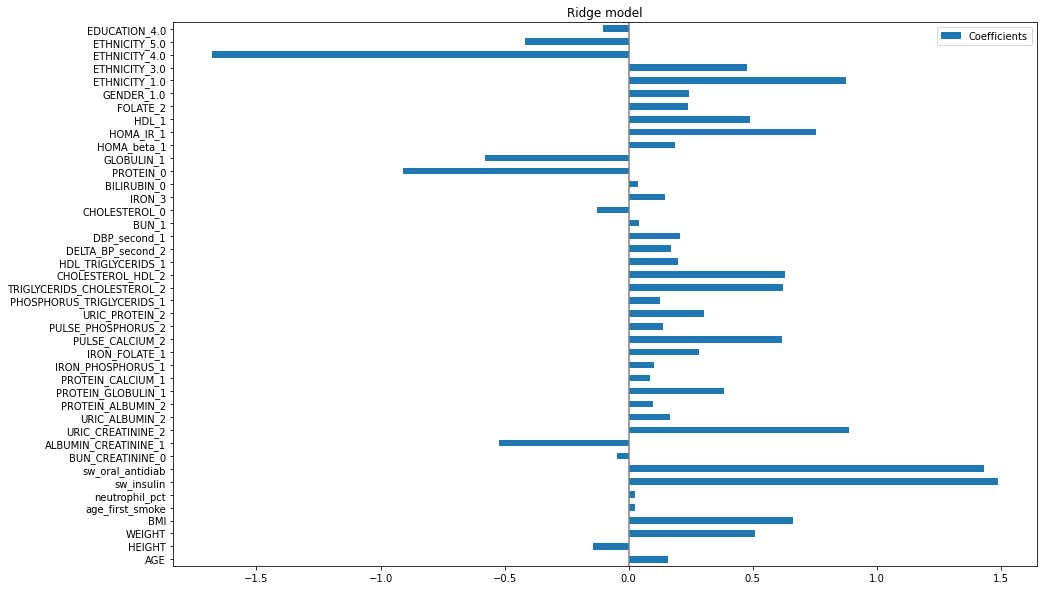 Ridge model
Coefficients
EDUCATION_4.0
ETHNICITY_5.0
ETHNICITY_4.0
ETHNICITY_3.0
ETHNICITY_1.0
GENDER_1.0
FOLATE_2
HDL_1
HOMA_IR_1
HOMA_beta_1
GLOBULIN_1
PROTEIN_0
BILIRUBIN_0
IRON_3
CHOLESTEROL_0
BUN_1
DBP_second_1
DELTA_BP_second_2
HDL_TRIGLYCERIDS_1
CHOLESTEROL_HDL_2
TRIGLYCERIDS_CHOLESTEROL_2
PHOSPHORUS_TRIGLYCERIDS_1
URIC_PROTEIN_2
PULSE_PHOSPHORUS_2
PULSE_CALCIUM_2
IRON_FOLATE_1
IRON_PHOSPHORUS_1
PROTEIN_CALCIUM_1
PROTEIN_GLOBULIN_1
PROTEIN_ALBUMIN_2
URIC_ALBUMIN_2
URIC_CREATININE_2
ALBUMIN_CREATININE_1
BUN_CREATININE_0
sw_oral_antidiab
sw_insulin
neutrophil_pct
age_first_smoke
BMI
WEIGHT
HEIGHT
AGE
−1.5 −1.0 −0.5 0.0 0.5 1.0 1.5